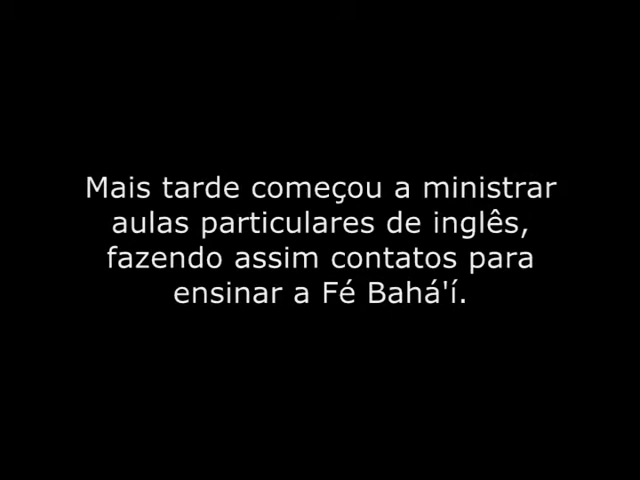 Mais tarde começou a ministrar
aulas particulares de inglês,
fazendo assim contatos para
ensinar a Fé Bahá'í.